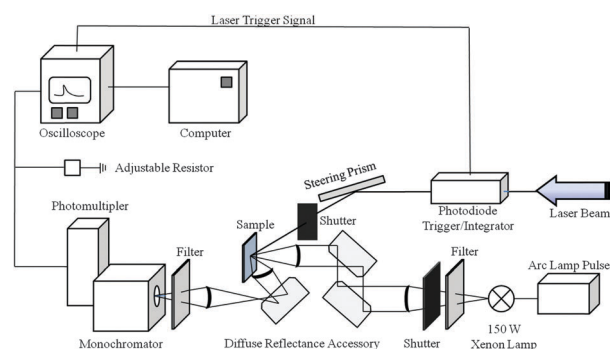 Laser Trigger Signal
Oscilloscope
Computer
Adjustable Resistor
Steering Prism
Photomultipler
Shutter
Photodiode
Trigger/Integrator
Laser Beam
Sample
Filter
Filter
Arc Lamp Pulser
Monochromator
Diffuse Reflectance Accessory
Shutter
150 W
Xenon Lamp